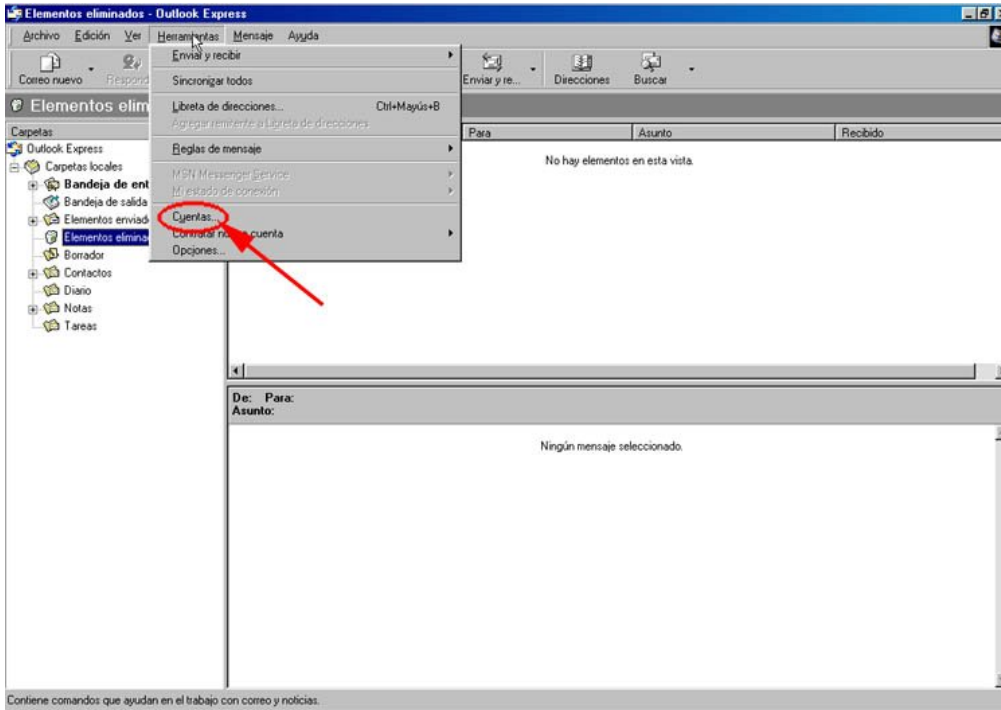 Elementos eliminados - Outlook Express
Archivo Edición Ver Herramientas Mensaje Ayuda
Correo nuevo Enviar y re... Direcciones Buscar
Elementos elim
Carpetas
Outlook Express
Carpetas locales
Bandeja de ent
Bandeja de salida
Elementos enviad
Elementos elimina
Borrador
Contactos
Diario
Notas
Tareas
Enviar y recibir
Sincronizar todos
Libreta de direcciones... Ctrl+Mayús+B
Agregar remitente a Libreta de direcciones
Reglas de mensaje
MSN Messenger Service
Mi estado de conexión
Cuentas...
Contratar cuenta
Opciones...
Para Asunto Recibido
No hay elementos en esta vista.
De: Para:
Asunto:
Ningún mensaje seleccionado.
Contiene comandos que ayudan en el trabajo con correo y noticias.